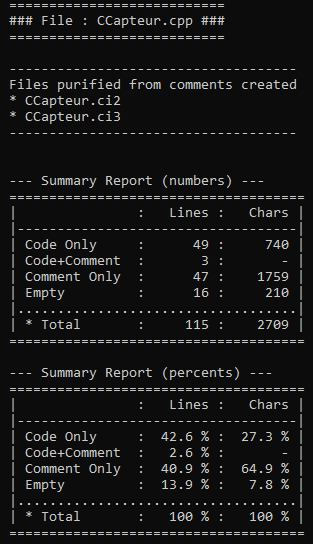 ===========================
### File : CCapteur.cpp ###
===========================
------------------------------------
Files purified from comments created
* CCapteur.ci2
* CCapteur.ci3
------------------------------------
--- Summary Report (numbers) ---
=====================================
|               :   Lines :   Chars |
|-----------------------------------|
| Code Only     :      49 :     740 |
| Code+Comment  :       3 :       - |
| Comment Only  :      47 :    1759 |
| Empty         :      16 :     210 |
|...................................|
| * Total       :     115 :    2709 |
=====================================
--- Summary Report (percents) ---
=====================================
|               :   Lines :   Chars |
|-----------------------------------|
| Code Only     :  42.6 % :  27.3 % |
| Code+Comment  :   2.6 % :       - |
| Comment Only  :  40.9 % :  64.9 % |
| Empty         :  13.9 % :   7.8 % |
|...................................|
| * Total       :   100 % :   100 % |
=====================================